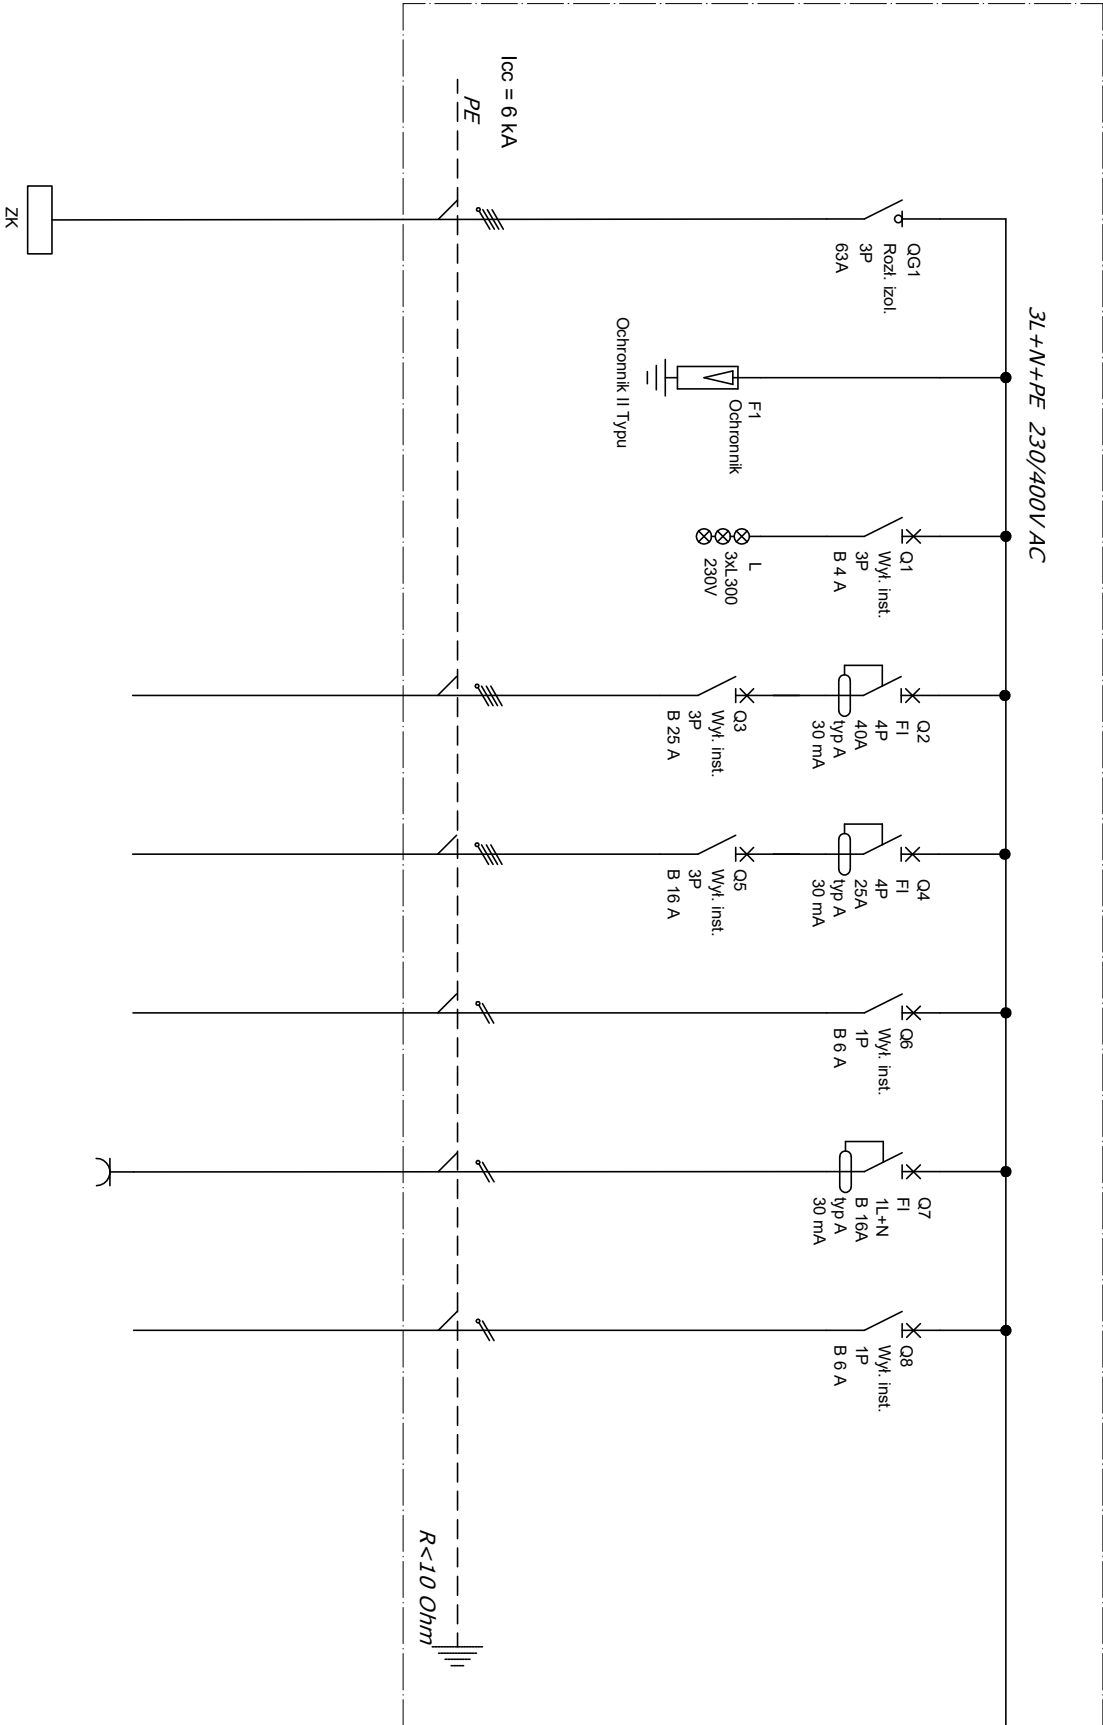 3L+N+PE 230/400V AC
Icc = 6 kA
PE
ZK
QG1
Rozł. izol.
3P
63A
F1
Ochronnik
Ochronnik II Typu
Q1
Wył. inst.
3P
B 4 A
L
3xL300
230V
Q2
FI
4P
40A
typ A
30 mA
Q3
Wył. inst.
3P
B 25 A
Q4
FI
4P
25A
typ A
30 mA
Q5
Wył. inst.
3P
B 16 A
Q6
Wył. inst.
1P
B 6 A
Q7
FI
1L+N
B 16A
typ A
30 mA
Q8
Wył. inst.
1P
B 6 A
R<10 Ohm